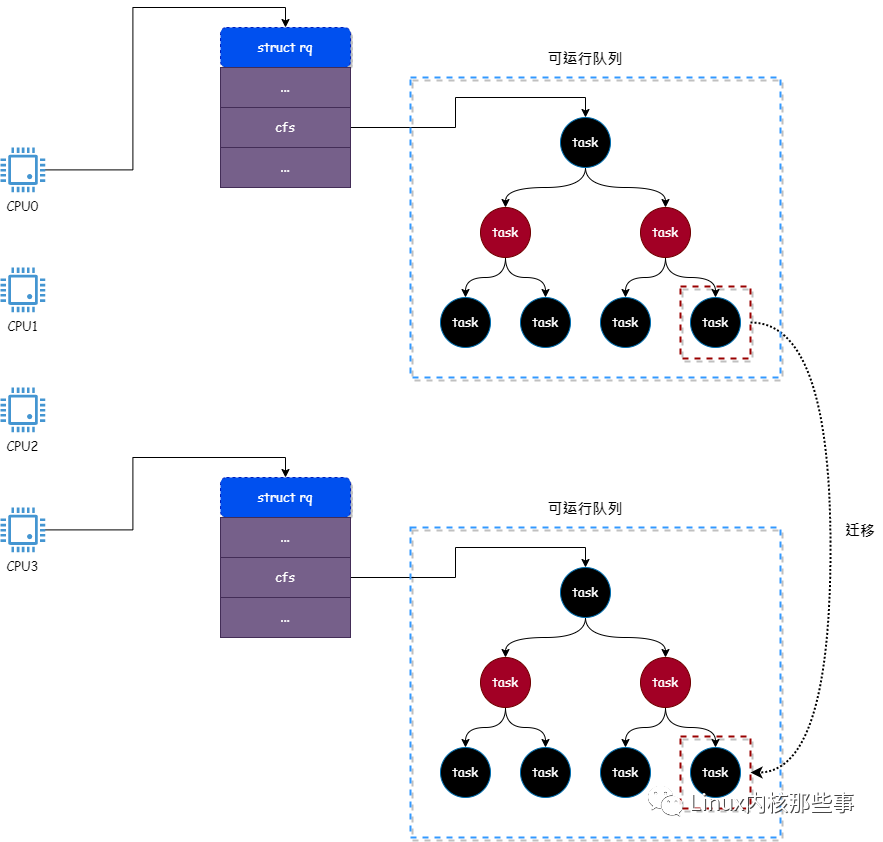 struct rq
...
cfs
...
可运行队列
task
task
task
task
task
task
task
CPU0
CPU1
CPU2
CPU3
struct rq
...
cfs
...
可运行队列
task
task
task
task
task
task
task
迁移
Linux内核那些事